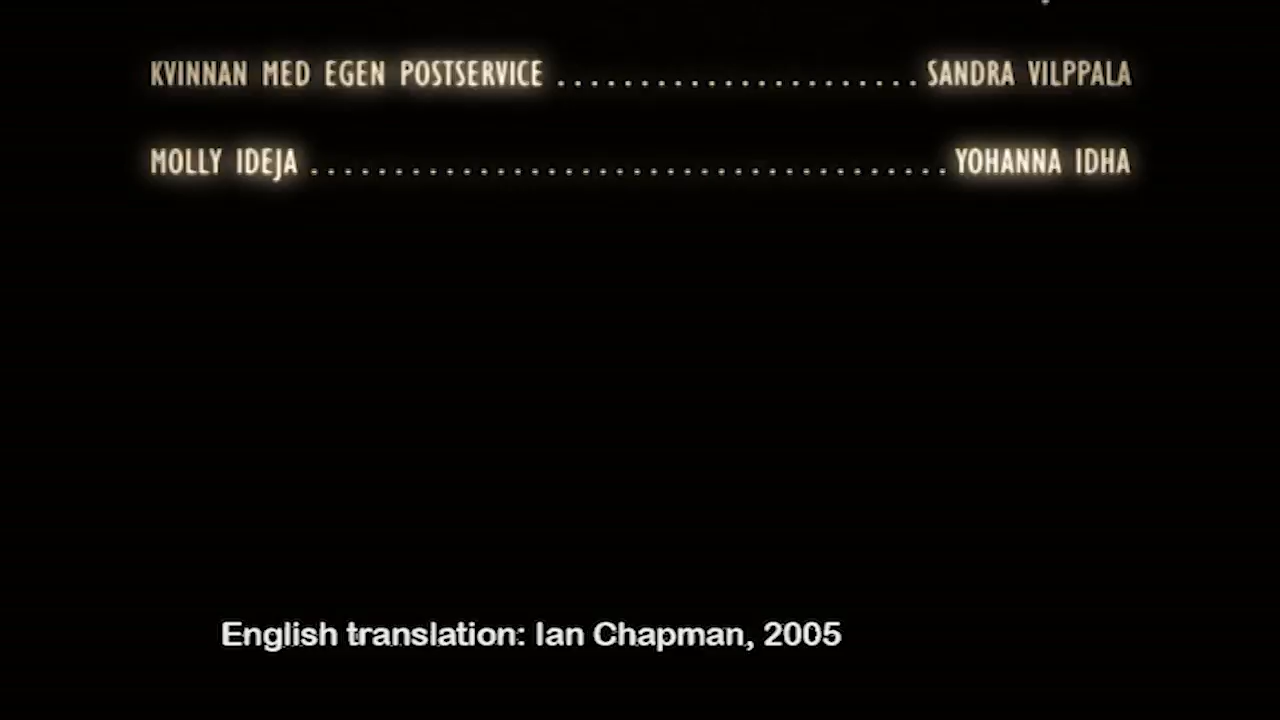 KVINNAN MED EGEN POSTSERVICE ...................... SANDRA VILPPALA
MOLLY IDEJA ...................................... YOHANNA IDHA
English translation: Ian Chapman, 2005